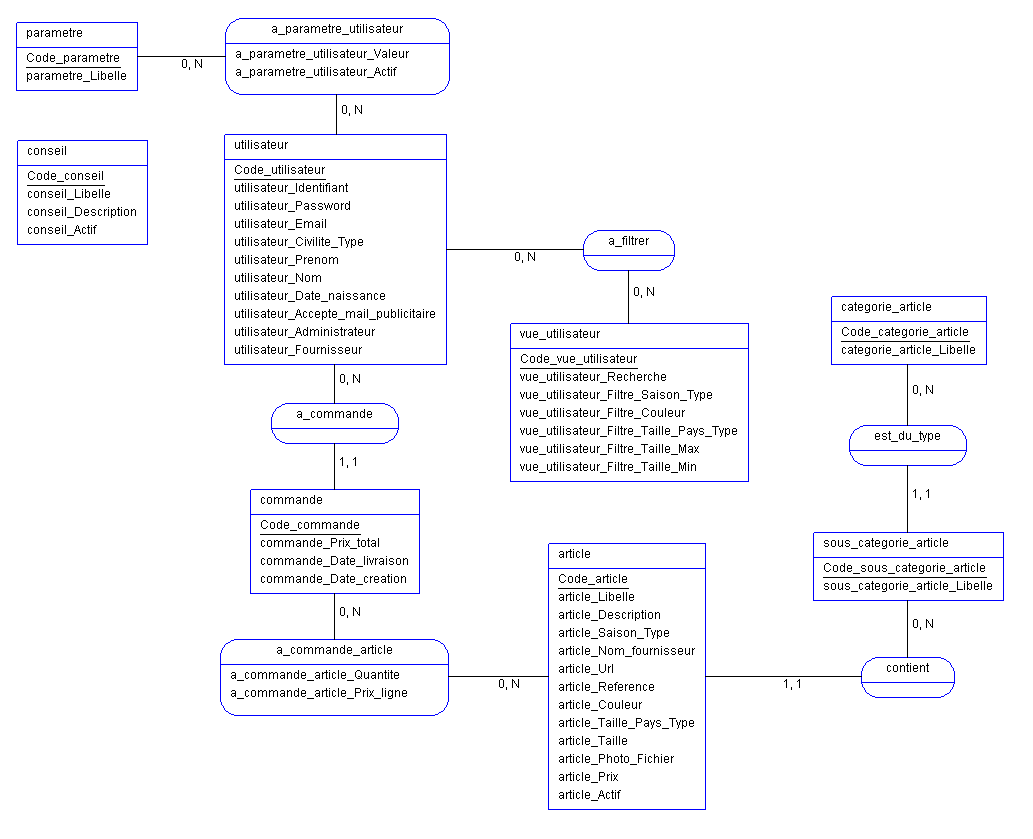 parametre
Code_parametre
parametre_Libelle
0, N
a_parametre_utilisateur
a_parametre_utilisateur_Valeur
a_parametre_utilisateur_Actif
0, N
conseil
Code_conseil
conseil_Libelle
conseil_Description
conseil_Actif
utilisateur
Code_utilisateur
utilisateur_Identifiant
utilisateur_Password
utilisateur_Email
utilisateur_Civilite_Type
utilisateur_Prenom
utilisateur_Nom
utilisateur_Date_naissance
utilisateur_Accepte_mail_publicitaire
utilisateur_Administrateur
utilisateur_Fournisseur
0, N
a_filtrer
0, N
vue_utilisateur
Code_vue_utilisateur
vue_utilisateur_Recherche
vue_utilisateur_Filtre_Saison_Type
vue_utilisateur_Filtre_Couleur
vue_utilisateur_Filtre_Taille_Pays_Type
vue_utilisateur_Filtre_Taille_Max
vue_utilisateur_Filtre_Taille_Min
categorie_article
Code_categorie_article
categorie_article_Libelle
0, N
est_du_type
1, 1
sous_categorie_article
Code_sous_categorie_article
sous_categorie_article_Libelle
0, N
contient
1, 1
0, N
a_commande
1, 1
commande
Code_commande
commande_Prix_total
commande_Date_livraison
commande_Date_creation
0, N
a_commande_article
a_commande_article_Quantite
a_commande_article_Prix_ligne
0, N
article
Code_article
article_Libelle
article_Description
article_Saison_Type
article_Nom_fournisseur
article_Url
article_Reference
article_Couleur
article_Taille_Pays_Type
article_Taille
article_Photo_Fichier
article_Prix
article_Actif